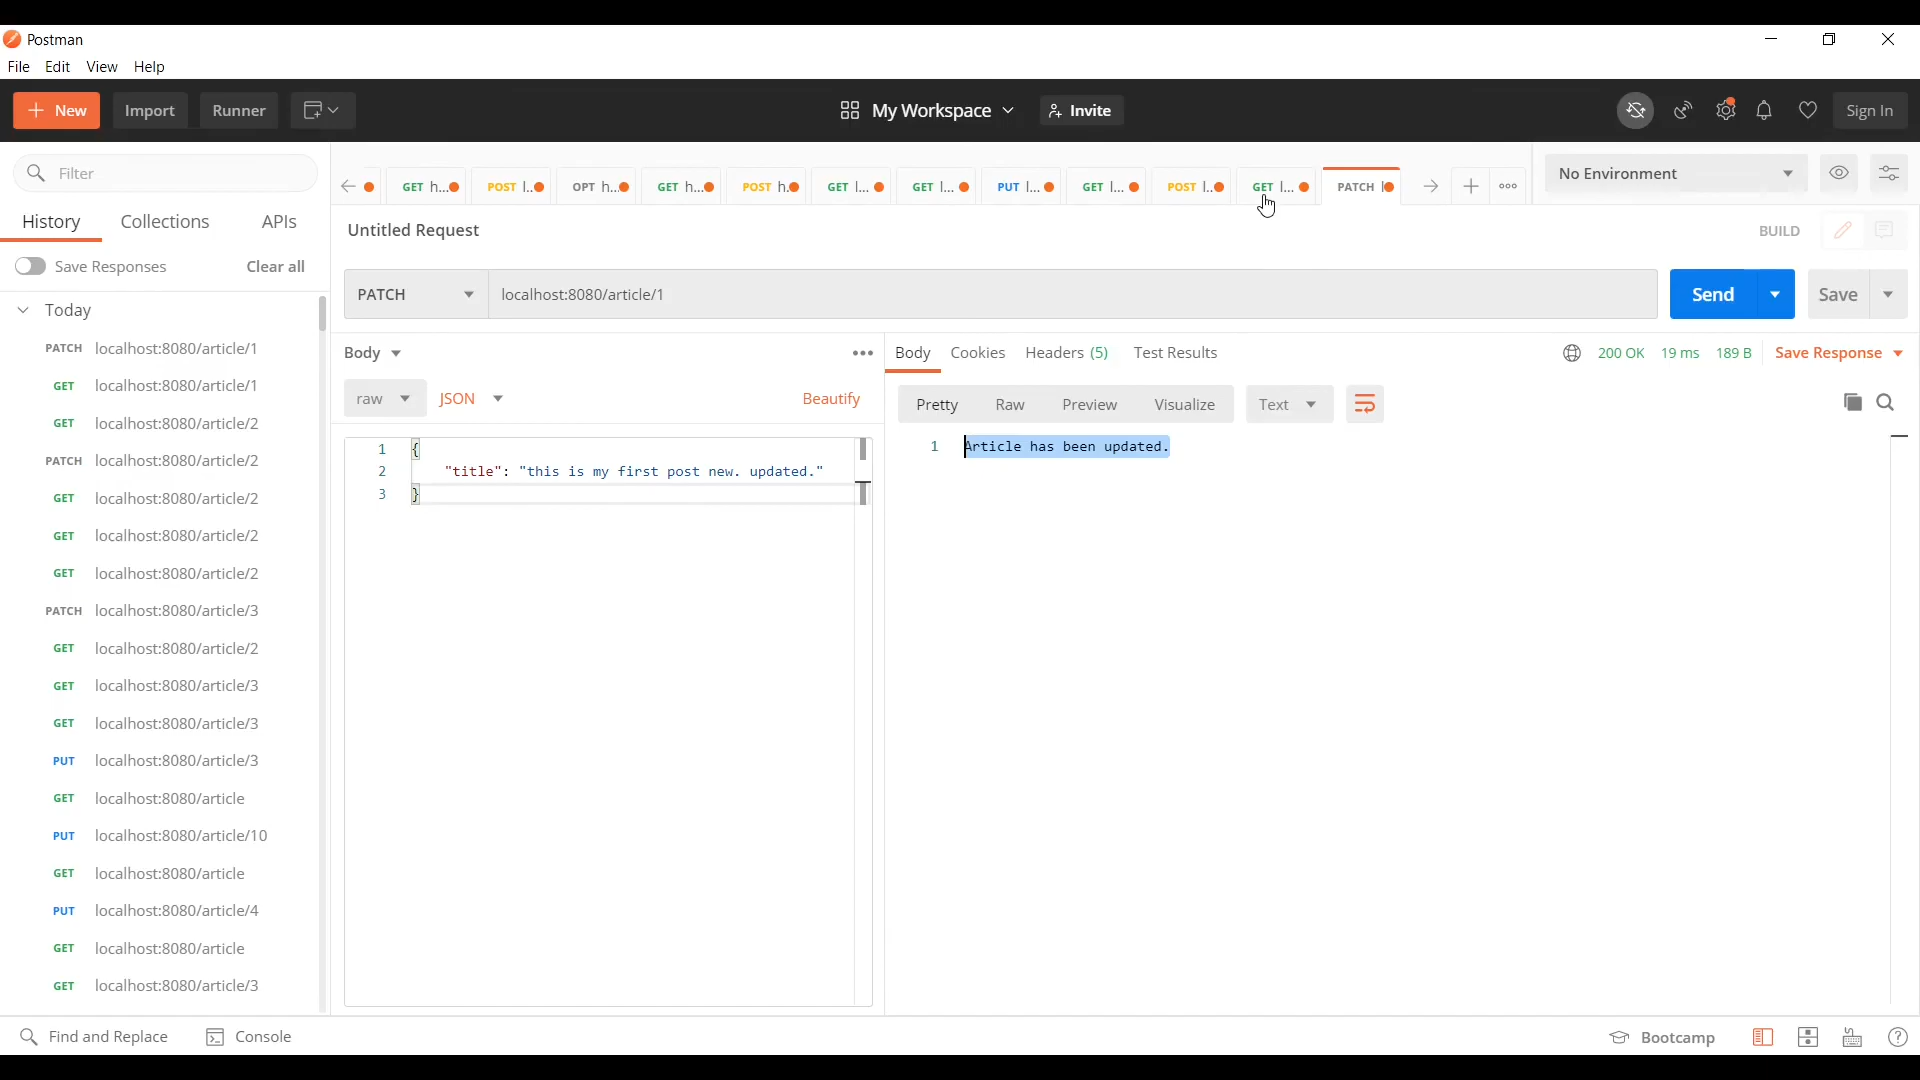 Postman
File Edit View Help
New Import Runner My Workspace Invite Sign In
Filter
GET h... POST l.. OPT h... GET h... POST h. GET l... GET l... PUT l... GET l... POST l.. GET l... PATCH l
No Environment
History Collections APIs
Untitled Request
BUILD
Save Responses Clear all
PATCH localhost:8080/article/1 Send Save
Today
PATCH localhost:8080/article/1
GET localhost:8080/article/1
GET localhost:8080/article/2
PATCH localhost:8080/article/2
GET localhost:8080/article/2
GET localhost:8080/article/2
GET localhost:8080/article/2
PATCH localhost:8080/article/3
GET localhost:8080/article/2
GET localhost:8080/article/3
GET localhost:8080/article/3
PUT localhost:8080/article/3
GET localhost:8080/article
PUT localhost:8080/article/10
GET localhost:8080/article
PUT localhost:8080/article/4
GET localhost:8080/article
GET localhost:8080/article/3
Body
raw JSON Beautify
1 {
2 "title": "this is my first post new. updated."
3 }
Body Cookies Headers (5) Test Results 200 OK 19 ms 189 B Save Response
Pretty Raw Preview Visualize Text
1 Article has been updated.
Find and Replace Console Bootcamp